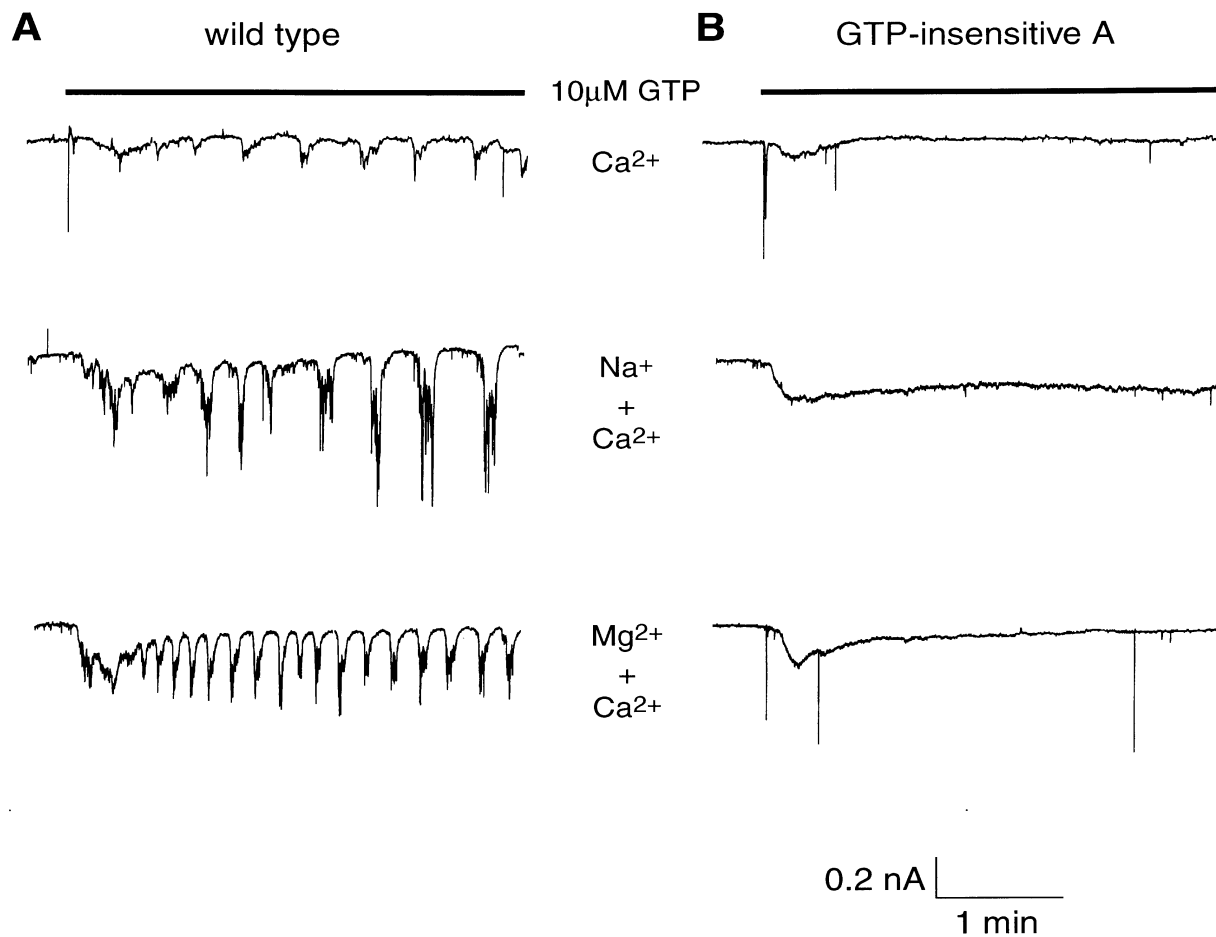 A wild type B GTP-insensitive A
10μM GTP
Ca2+
Na+
+
Ca2+
Mg2+
+
Ca2+
0.2 nA
1 min